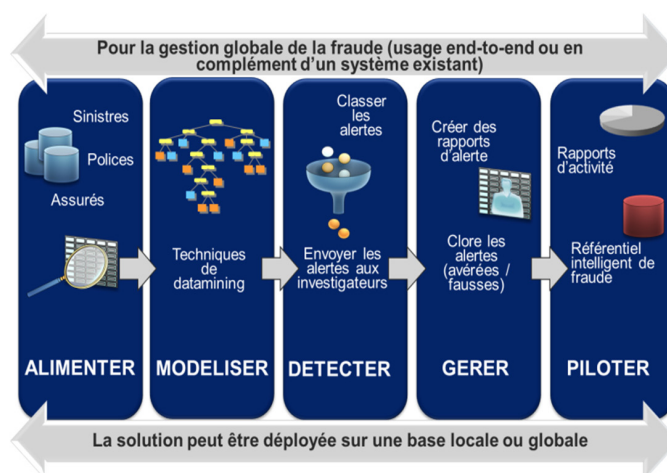 Pour la gestion globale de la fraude (usage end-to-end ou en
complément d'un système existant)
Sinistres
Polices
Assurés
ALIMENTER
Techniques
de
datamining
MODELISER
Classer
les
alertes
Envoyer les
alertes aux
investigateurs
DETECTER
Créer des
rapports
d'alerte
Clore les
alertes
(avérées /
fausses)
GERER
Rapports
d'activité
Référentiel
intelligent de
fraude
PILOTER
La solution peut être déployée sur une base locale ou globale